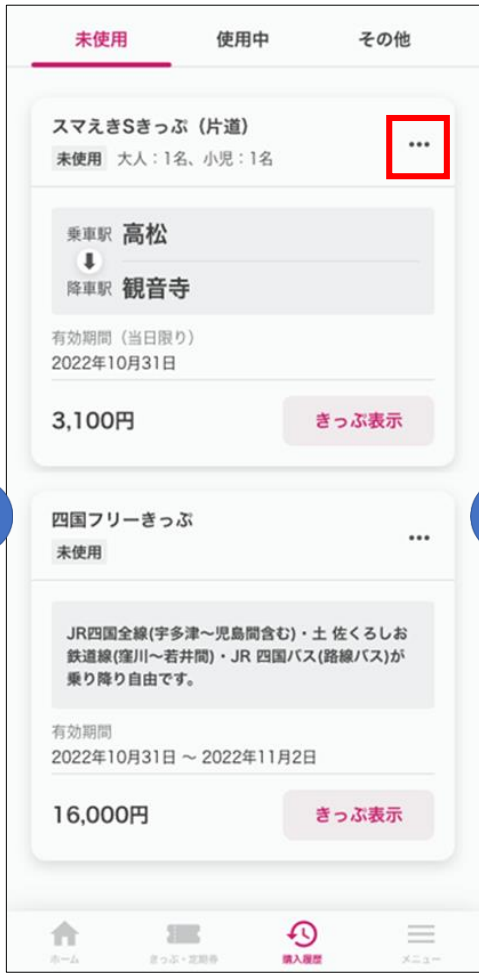 未使用 使用中 その他
スマえきSきっぷ（片道）
未使用 大人：1名、小児：1名
乗車駅 高松
降車駅 観音寺
有効期間（当日限り）
2022年10月31日
3,100円 きっぷ表示
四国フリーきっぷ
未使用
JR四国全線(宇多津～児島間含む)・土 佐くろしお
鉄道線(窪川～若井間)・JR 四国バス(路線バス)が
乗り降り自由です。
有効期間
2022年10月31日 ～ 2022年11月2日
16,000円 きっぷ表示
ホーム きっぷ・定期券 購入履歴 メニュー